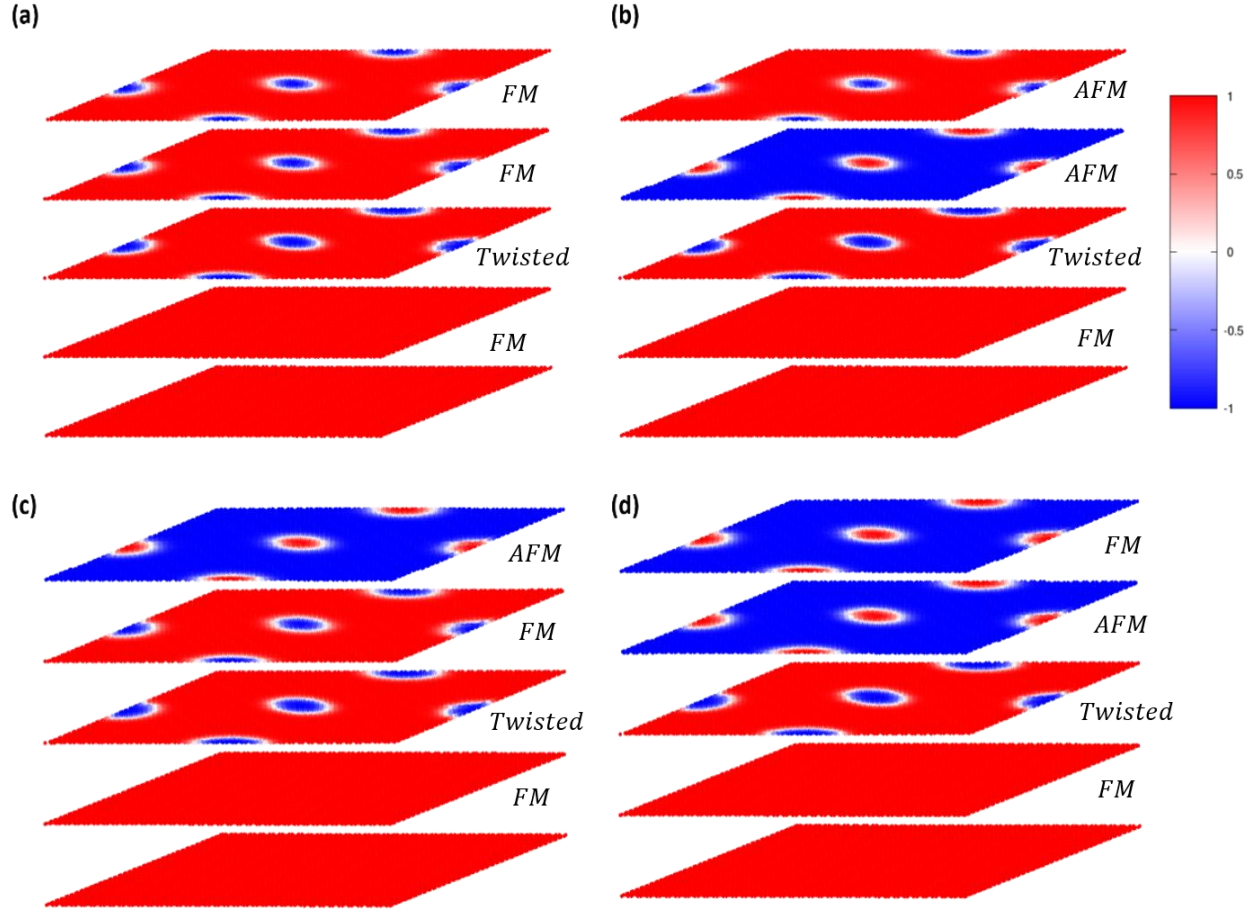 (a)
FM
FM
Twisted
FM
(b)
AFM
AFM
Twisted
FM
1
0.5
0
-0.5
-1
(c)
AFM
FM
Twisted
FM
(d)
FM
AFM
Twisted
FM